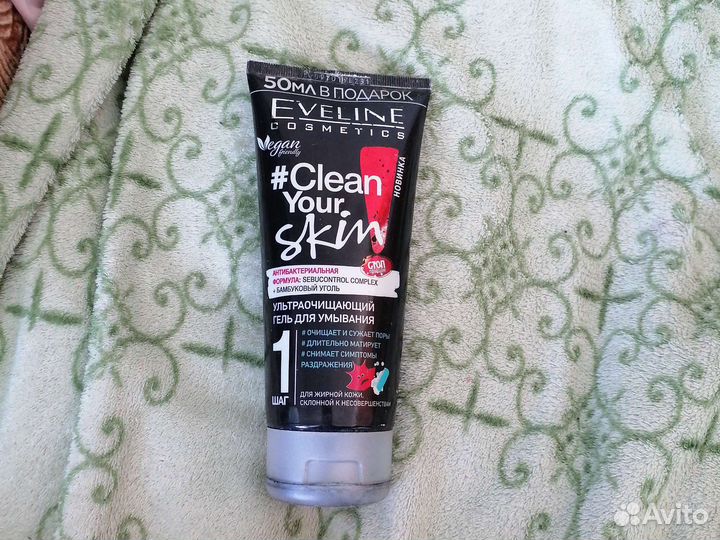 50МЛ В ПОДАРОК
EVELINE
COSMETICS
Vegan
friendly
НОВИНКА
#Clean
Your
skin
СТОП
АНТИБАКТЕРИАЛЬНАЯ
ФОРМУЛА: SEBUCONTROL COMPLEX
+ БАМБУКОВЫЙ УГОЛЬ
УЛЬТРАОЧИЩАЮЩИЙ
ГЕЛЬ ДЛЯ УМЫВАНИЯ
1
ШАГ
# ОЧИЩАЕТ И СУЖАЕТ ПОРЫ
# ДЛИТЕЛЬНО МАТИРУЕТ
# СНИМАЕТ СИМПТОМЫ
РАЗДРАЖЕНИЯ
ДЛЯ ЖИРНОЙ КОЖИ,
СКЛОННОЙ К НЕСОВЕРШЕНСТВАМ
Avito